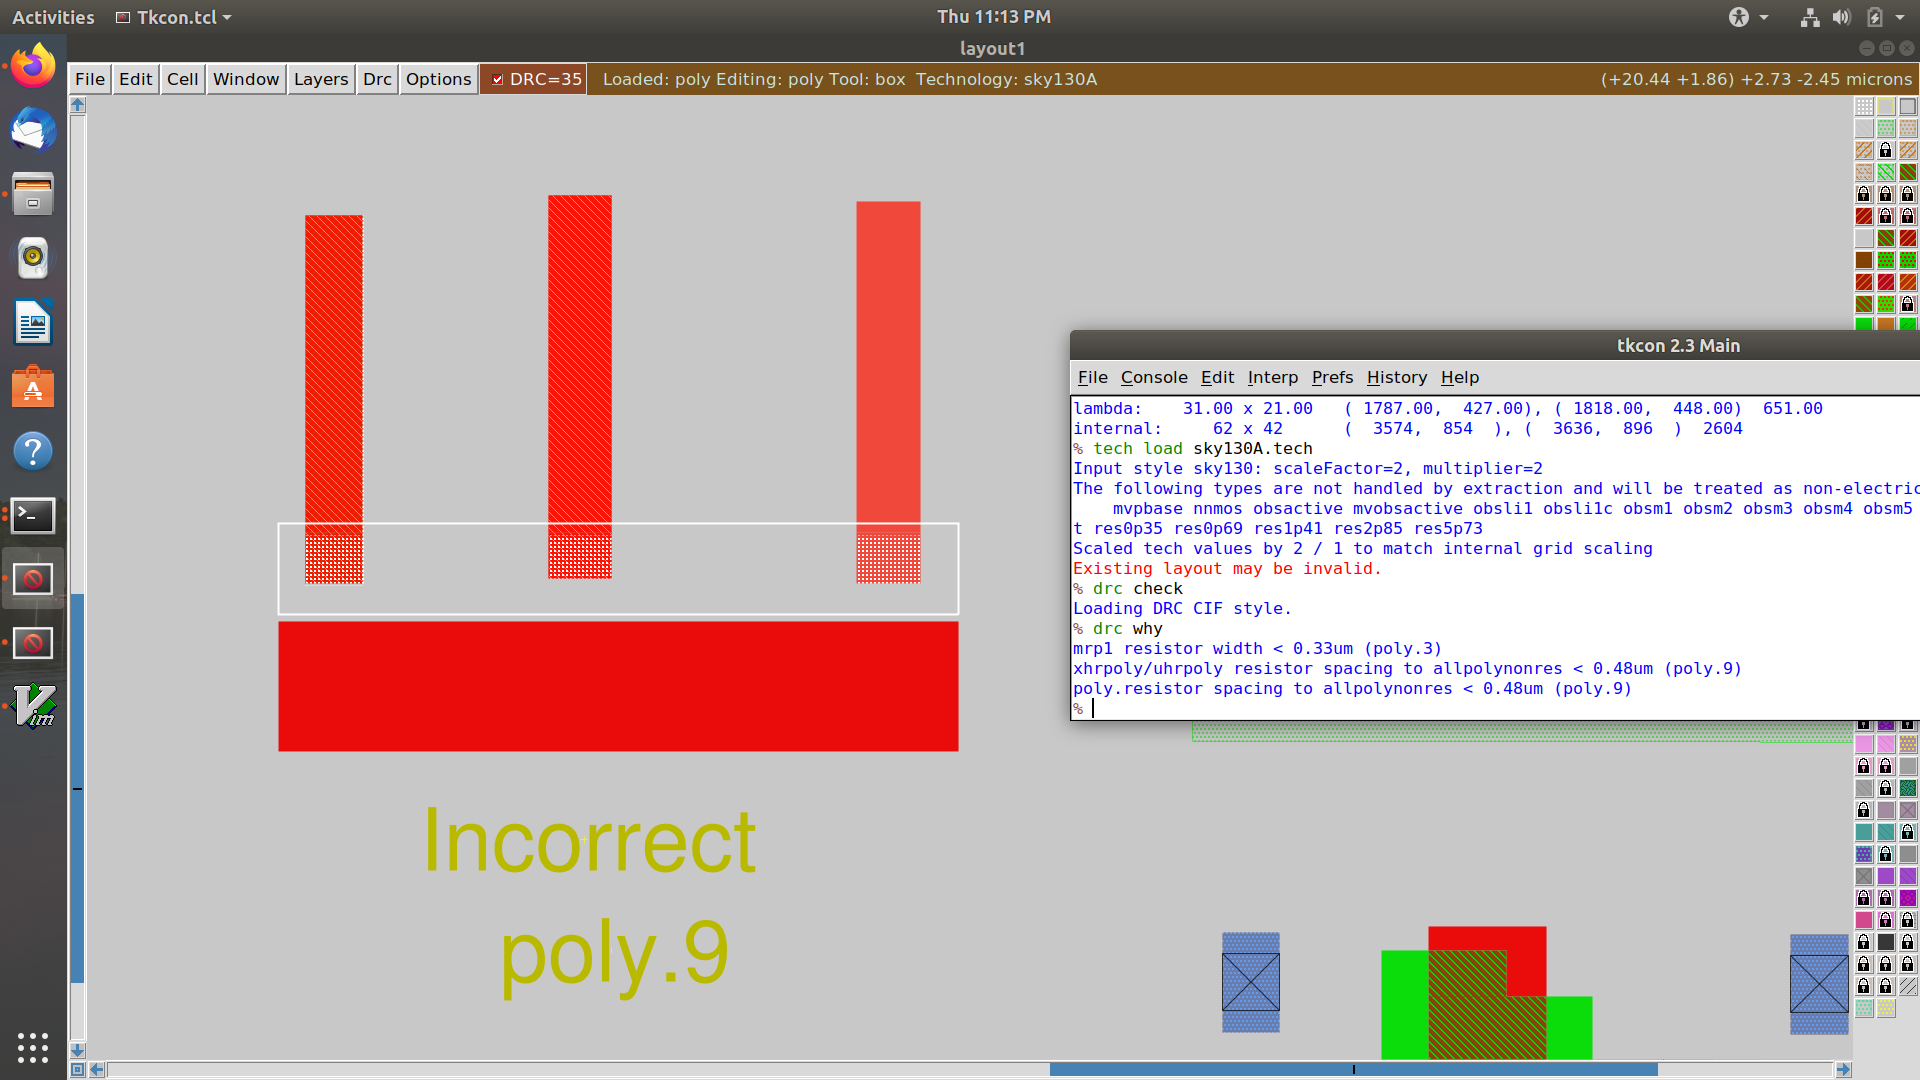 Activities Tkcon.tcl Thu 11:13 PM
layout1
File Edit Cell Window Layers Drc Options DRC=35 Loaded: poly Editing: poly Tool: box Technology: sky130A (+20.44 +1.86) +2.73 -2.45 microns
tkcon 2.3 Main
File Console Edit Interp Prefs History Help
lambda: 31.00 x 21.00 ( 1787.00, 427.00), ( 1818.00, 448.00) 651.00
internal: 62 x 42 ( 3574, 854 ), ( 3636, 896 ) 2604
% tech load sky130A.tech
Input style sky130: scaleFactor=2, multiplier=2
The following types are not handled by extraction and will be treated as non-electric
mvpbase nnmos obsactive mvobsactive obsli1 obsli1c obsm1 obsm2 obsm3 obsm4 obsm5
t res0p35 res0p69 res1p41 res2p85 res5p73
Scaled tech values by 2 / 1 to match internal grid scaling
Existing layout may be invalid.
% drc check
Loading DRC CIF style.
% drc why
mrp1 resistor width < 0.33um (poly.3)
xhrpoly/uhrpoly resistor spacing to allpolynonres < 0.48um (poly.9)
poly.resistor spacing to allpolynonres < 0.48um (poly.9)
%
Incorrect
poly.9
Vim